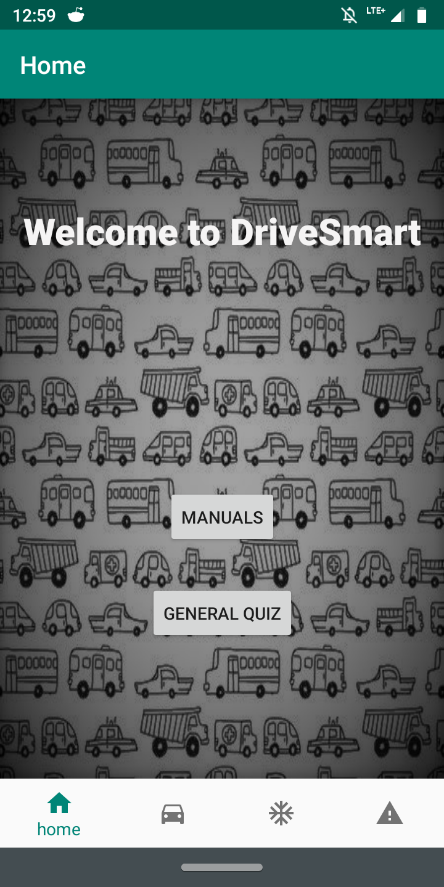 12:59
LTE+
Home
Welcome to DriveSmart
MANUALS
GENERAL QUIZ
home